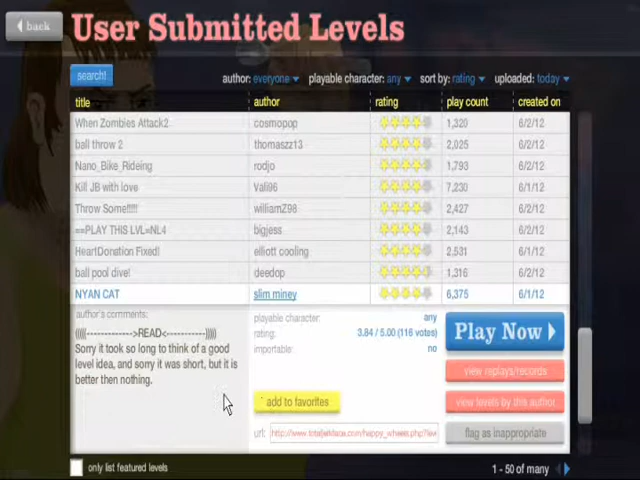 back
User Submitted Levels
search!
author: everyone playable character: any sort by: rating uploaded: today
title author rating play count created on
When Zombies Attack2 cosmopop 1,320 6/2/12
ball throw 2 thomaszz13 2,025 6/2/12
Nano_Bike_Rideing rodjo 1,793 6/2/12
Kill JB with love Vali96 7,230 6/1/12
Throw Some!!!!! williamZ98 2,427 6/2/12
==PLAY THIS LVL=NL4 bigjess 2,143 6/2/12
HeartDonation Fixed! elliott cooling 2,531 6/1/12
ball pool dive! deedop 1,316 6/2/12
NYAN CAT slim miney 6,375 6/1/12
author's comments:
(((((------------->READ<-----------)))))
Sorry it took so long to think of a good
level idea, and sorry it was short, but it is
better then nothing.
playable character: any
rating: 3.84 / 5.00 (116 votes)
importable: no
add to favorites
url: http://www.totaljerkface.com/happy_wheels.php?lev
Play Now
view replays/records
view levels by this author
flag as inappropriate
only list featured levels
1 - 50 of many